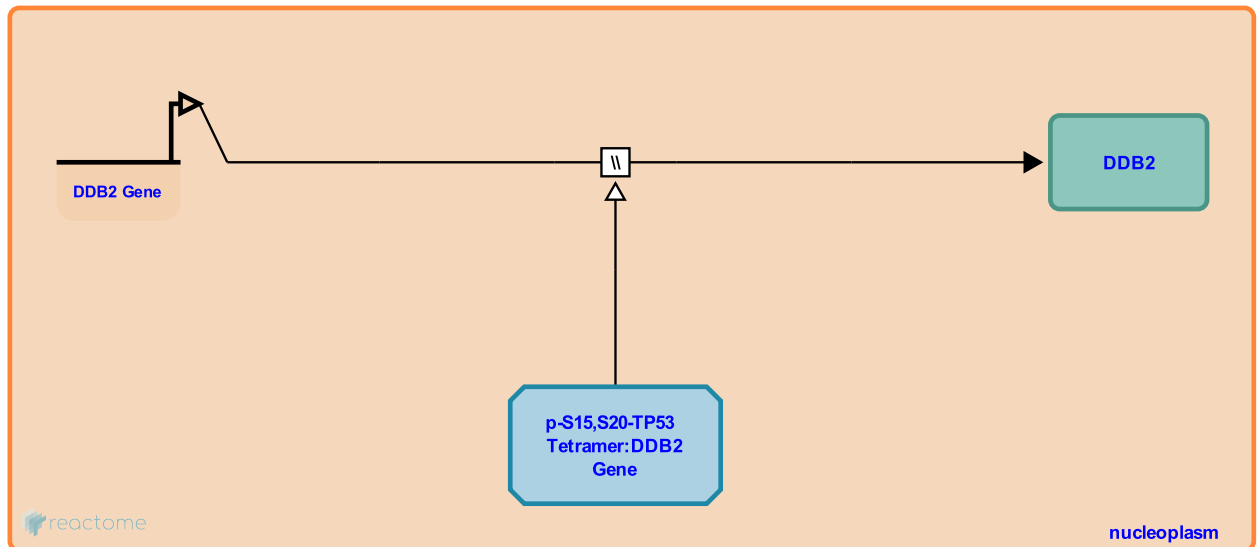 DDB2 Gene
\\
DDB2
p-S15,S20-TP53
Tetramer:DDB2
Gene
reactome
nucleoplasm